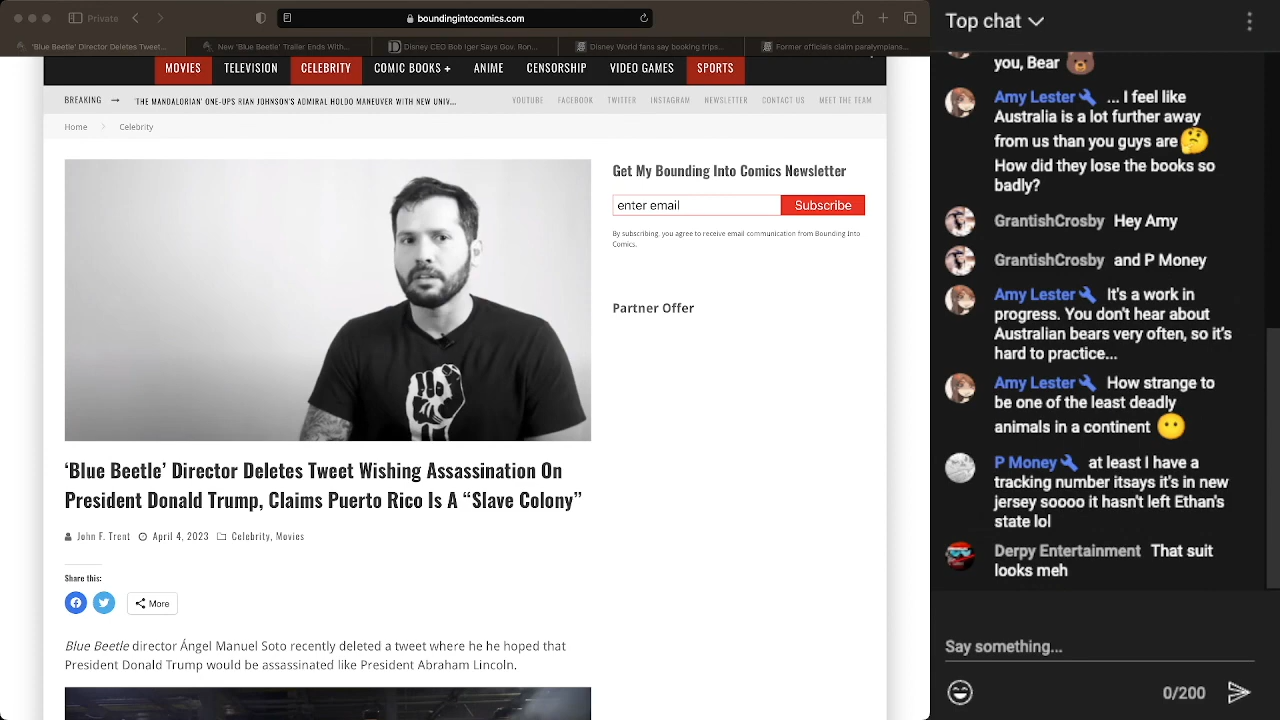 Private
boundingintocomics.com
'Blue Beetle' Director Deletes Tweet...
New 'Blue Beetle' Trailer Ends With...
Disney CEO Bob Iger Says Gov. Ron...
Disney World fans say booking trips...
Former officials claim paralympians...
MOVIES
TELEVISION
CELEBRITY
COMIC BOOKS +
ANIME
CENSORSHIP
VIDEO GAMES
SPORTS
BREAKING → 'THE MANDALORIAN' ONE-UPS RIAN JOHNSON'S ADMIRAL HOLDO MANEUVER WITH NEW UNIV...
YOUTUBE
FACEBOOK
TWITTER
INSTAGRAM
NEWSLETTER
CONTACT US
MEET THE TEAM
Home
Celebrity
Get My Bounding Into Comics Newsletter
enter email
Subscribe
By subscribing, you agree to receive email communication from Bounding Into
Comics.
Partner Offer
‘Blue Beetle’ Director Deletes Tweet Wishing Assassination On
President Donald Trump, Claims Puerto Rico Is A “Slave Colony”
John F. Trent
April 4, 2023
Celebrity, Movies
Share this:
More
Blue Beetle director Ángel Manuel Soto recently deleted a tweet where he he hoped that
President Donald Trump would be assassinated like President Abraham Lincoln.
Top chat
you, Bear
Amy Lester ... I feel like
Australia is a lot further away
from us than you guys are🤔
How did they lose the books so
badly?
GrantishCrosby Hey Amy
GrantishCrosby and P Money
Amy Lester It's a work in
progress. You don't hear about
Australian bears very often, so it's
hard to practice...
Amy Lester How strange to
be one of the least deadly
animals in a continent 😶
P Money at least I have a
tracking number itsays it's in new
jersey soooo it hasn't left Ethan's
state lol
Derpy Entertainment That suit
looks meh
Say something...
0/200